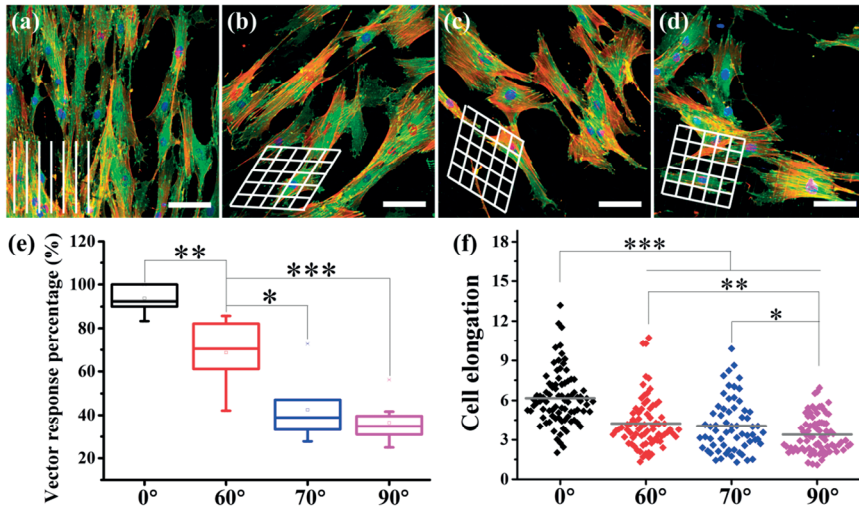 (a)
(b)
(c)
(d)
(e)
Vector response percentage (%)
120
100
80
60
40
20
**
***
*
0° 60° 70° 90°
(f)
Cell elongation
18
15
12
9
6
3
0
***
**
*
0° 60° 70° 90°